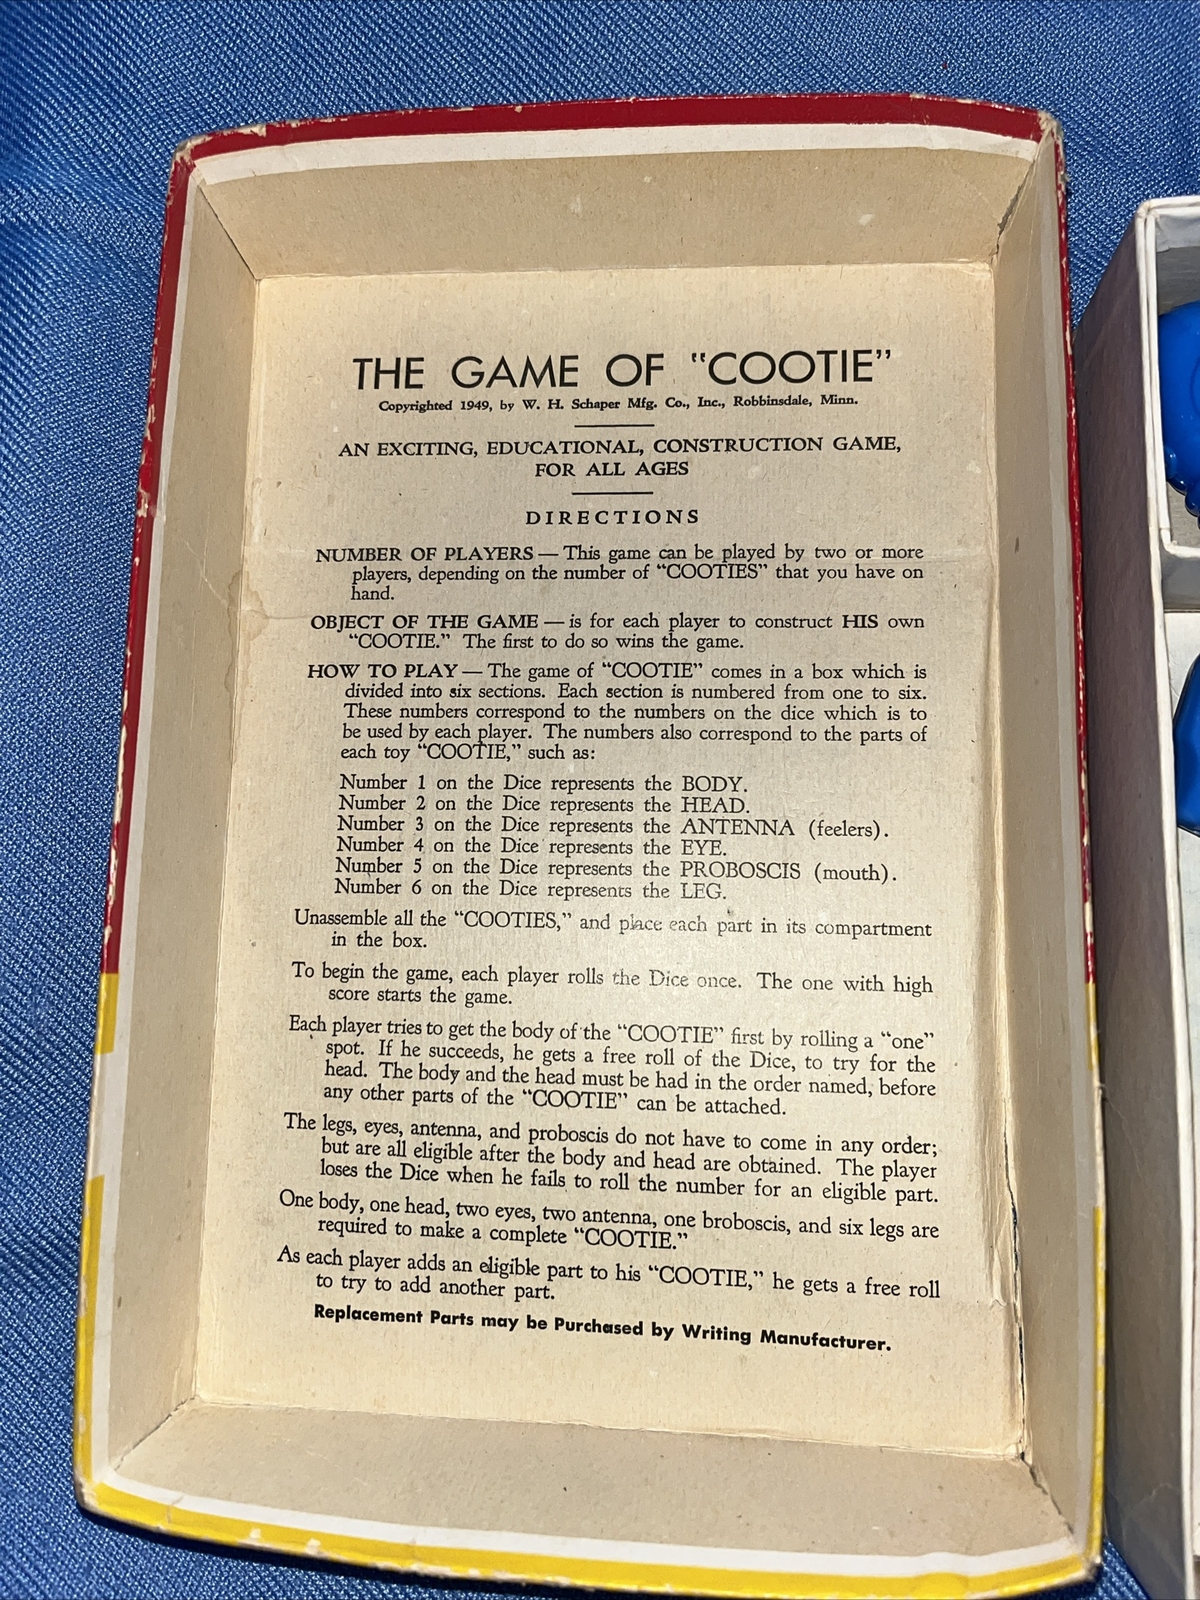 THE GAME OF "COOTIE"
Copyrighted 1949, by W. H. Schaper Mfg. Co., Inc., Robbinsdale, Minn.
AN EXCITING, EDUCATIONAL, CONSTRUCTION GAME,
FOR ALL AGES
DIRECTIONS
NUMBER OF PLAYERS — This game can be played by two or more
players, depending on the number of "COOTIES" that you have on
hand.
OBJECT OF THE GAME — is for each player to construct HIS own
"COOTIE." The first to do so wins the game.
HOW TO PLAY — The game of "COOTIE" comes in a box which is
divided into six sections. Each section is numbered from one to six.
These numbers correspond to the numbers on the dice which is to
be used by each player. The numbers also correspond to the parts of
each toy "COOTIE," such as:
Number 1 on the Dice represents the BODY.
Number 2 on the Dice represents the HEAD.
Number 3 on the Dice represents the ANTENNA (feelers).
Number 4 on the Dice represents the EYE.
Number 5 on the Dice represents the PROBOSCIS (mouth).
Number 6 on the Dice represents the LEG.
Unassemble all the "COOTIES," and place each part in its compartment
in the box.
To begin the game, each player rolls the Dice once. The one with high
score starts the game.
Each player tries to get the body of the "COOTIE" first by rolling a "one"
spot. If he succeeds, he gets a free roll of the Dice, to try for the
head. The body and the head must be had in the order named, before
any other parts of the "COOTIE" can be attached.
The legs, eyes, antenna, and proboscis do not have to come in any order;
but are all eligible after the body and head are obtained. The player
loses the Dice when he fails to roll the number for an eligible part.
One body, one head, two eyes, two antenna, one broboscis, and six legs are
required to make a complete "COOTIE."
As each player adds an eligible part to his "COOTIE," he gets a free roll
to try to add another part.
Replacement Parts may be Purchased by Writing Manufacturer.